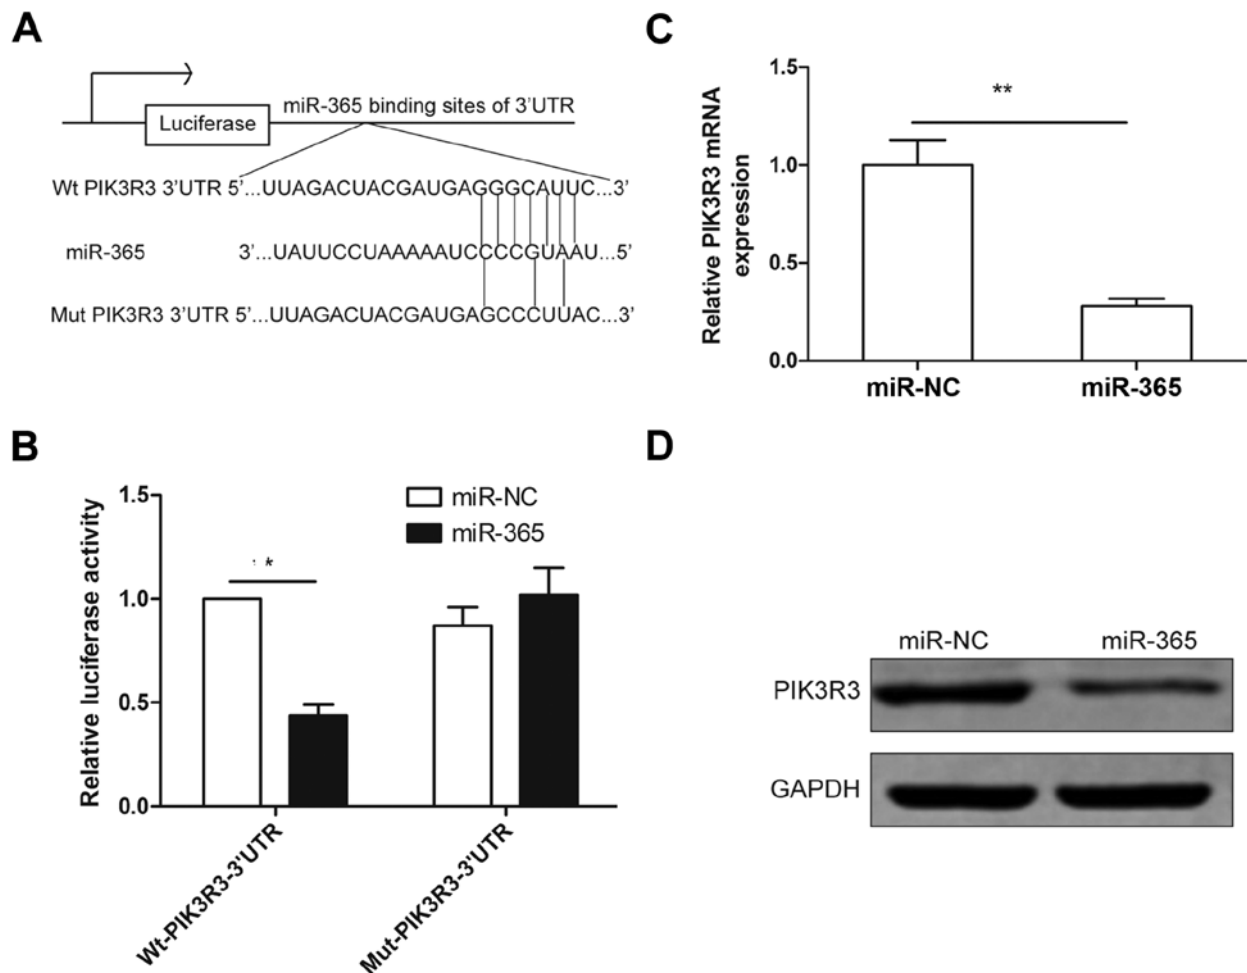 A
miR-365 binding sites of 3'UTR
Luciferase
Wt PIK3R3 3'UTR 5'...UUAGACUACGAUGAGGGCAUUC...3'
miR-365 3'...UAUUCCUAAAAAUCCCCGUAAU...5'
Mut PIK3R3 3'UTR 5'...UUAGACUACGAUGAGCCCUUAC...3'
B
Relative luciferase activity
1.5
1.0
0.5
0.0
miR-NC
miR-365
*
Wt-PIK3R3-3'UTR
Mut-PIK3R3-3'UTR
C
Relative PIK3R3 mRNA
expression
1.5
1.0
0.5
0.0
**
miR-NC
miR-365
D
miR-NC miR-365
PIK3R3
GAPDH